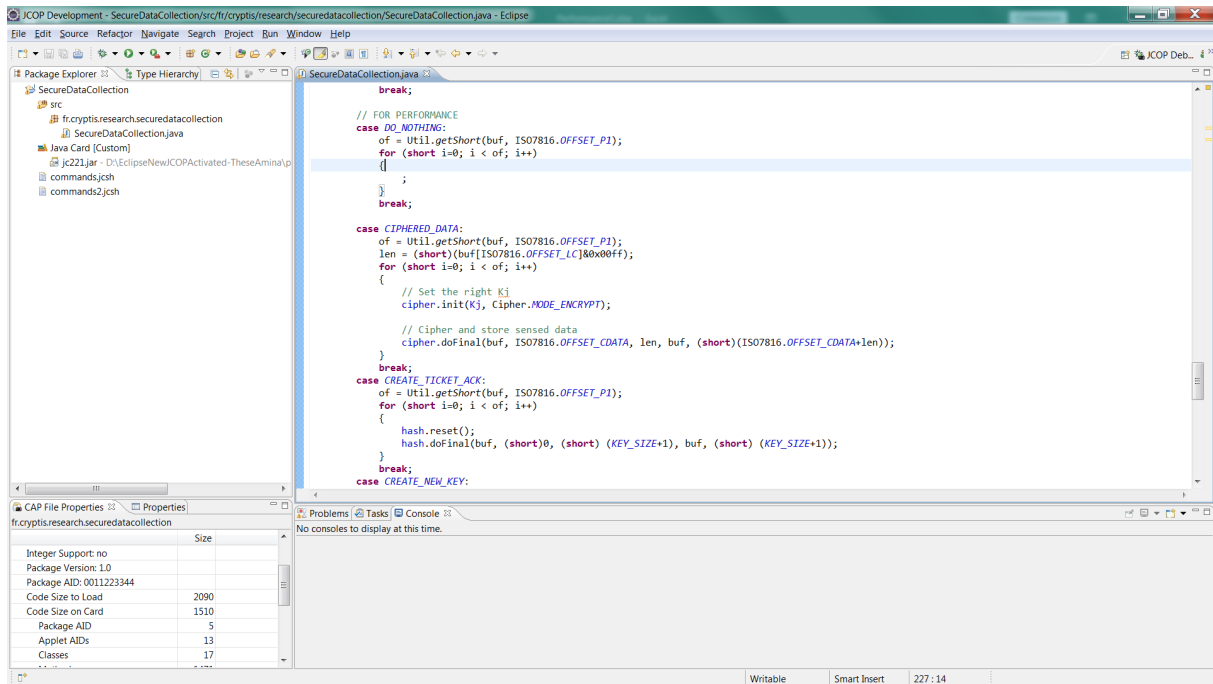 JCOP Development - SecureDataCollection/src/fr/cryptis/research/securedatacollection/SecureDataCollection.java - Eclipse
File Edit Source Refactor Navigate Search Project Run Window Help
JCOP Deb...
Package Explorer Type Hierarchy
SecureDataCollection
src
fr.cryptis.research.securedatacollection
SecureDataCollection.java
Java Card [Custom]
jc221.jar - D:\EclipseNewJCOPActivated-TheseAmina\p
commands.jcsh
commands2.jcsh
SecureDataCollection.java
break;
// FOR PERFORMANCE
case DO_NOTHING:
of = Util.getShort(buf, ISO7816.OFFSET_P1);
for (short i=0; i < of; i++)
{
;
}
break;
case CIPHERED_DATA:
of = Util.getShort(buf, ISO7816.OFFSET_P1);
len = (short)(buf[ISO7816.OFFSET_LC]&0x00ff);
for (short i=0; i < of; i++)
{
// Set the right Kj
cipher.init(Kj, Cipher.MODE_ENCRYPT);
// Cipher and store sensed data
cipher.doFinal(buf, ISO7816.OFFSET_CDATA, len, buf, (short)(ISO7816.OFFSET_CDATA+len));
}
break;
case CREATE_TICKET_ACK:
of = Util.getShort(buf, ISO7816.OFFSET_P1);
for (short i=0; i < of; i++)
{
hash.reset();
hash.doFinal(buf, (short)0, (short) (KEY_SIZE+1), buf, (short) (KEY_SIZE+1));
}
break;
case CREATE_NEW_KEY:
CAP File Properties Properties
fr.cryptis.research.securedatacollection
Size
Integer Support: no
Package Version: 1.0
Package AID: 0011223344
Code Size to Load 2090
Code Size on Card 1510
Package AID 5
Applet AIDs 13
Classes 17
Problems Tasks Console
No consoles to display at this time.
Writable Smart Insert 227 : 14